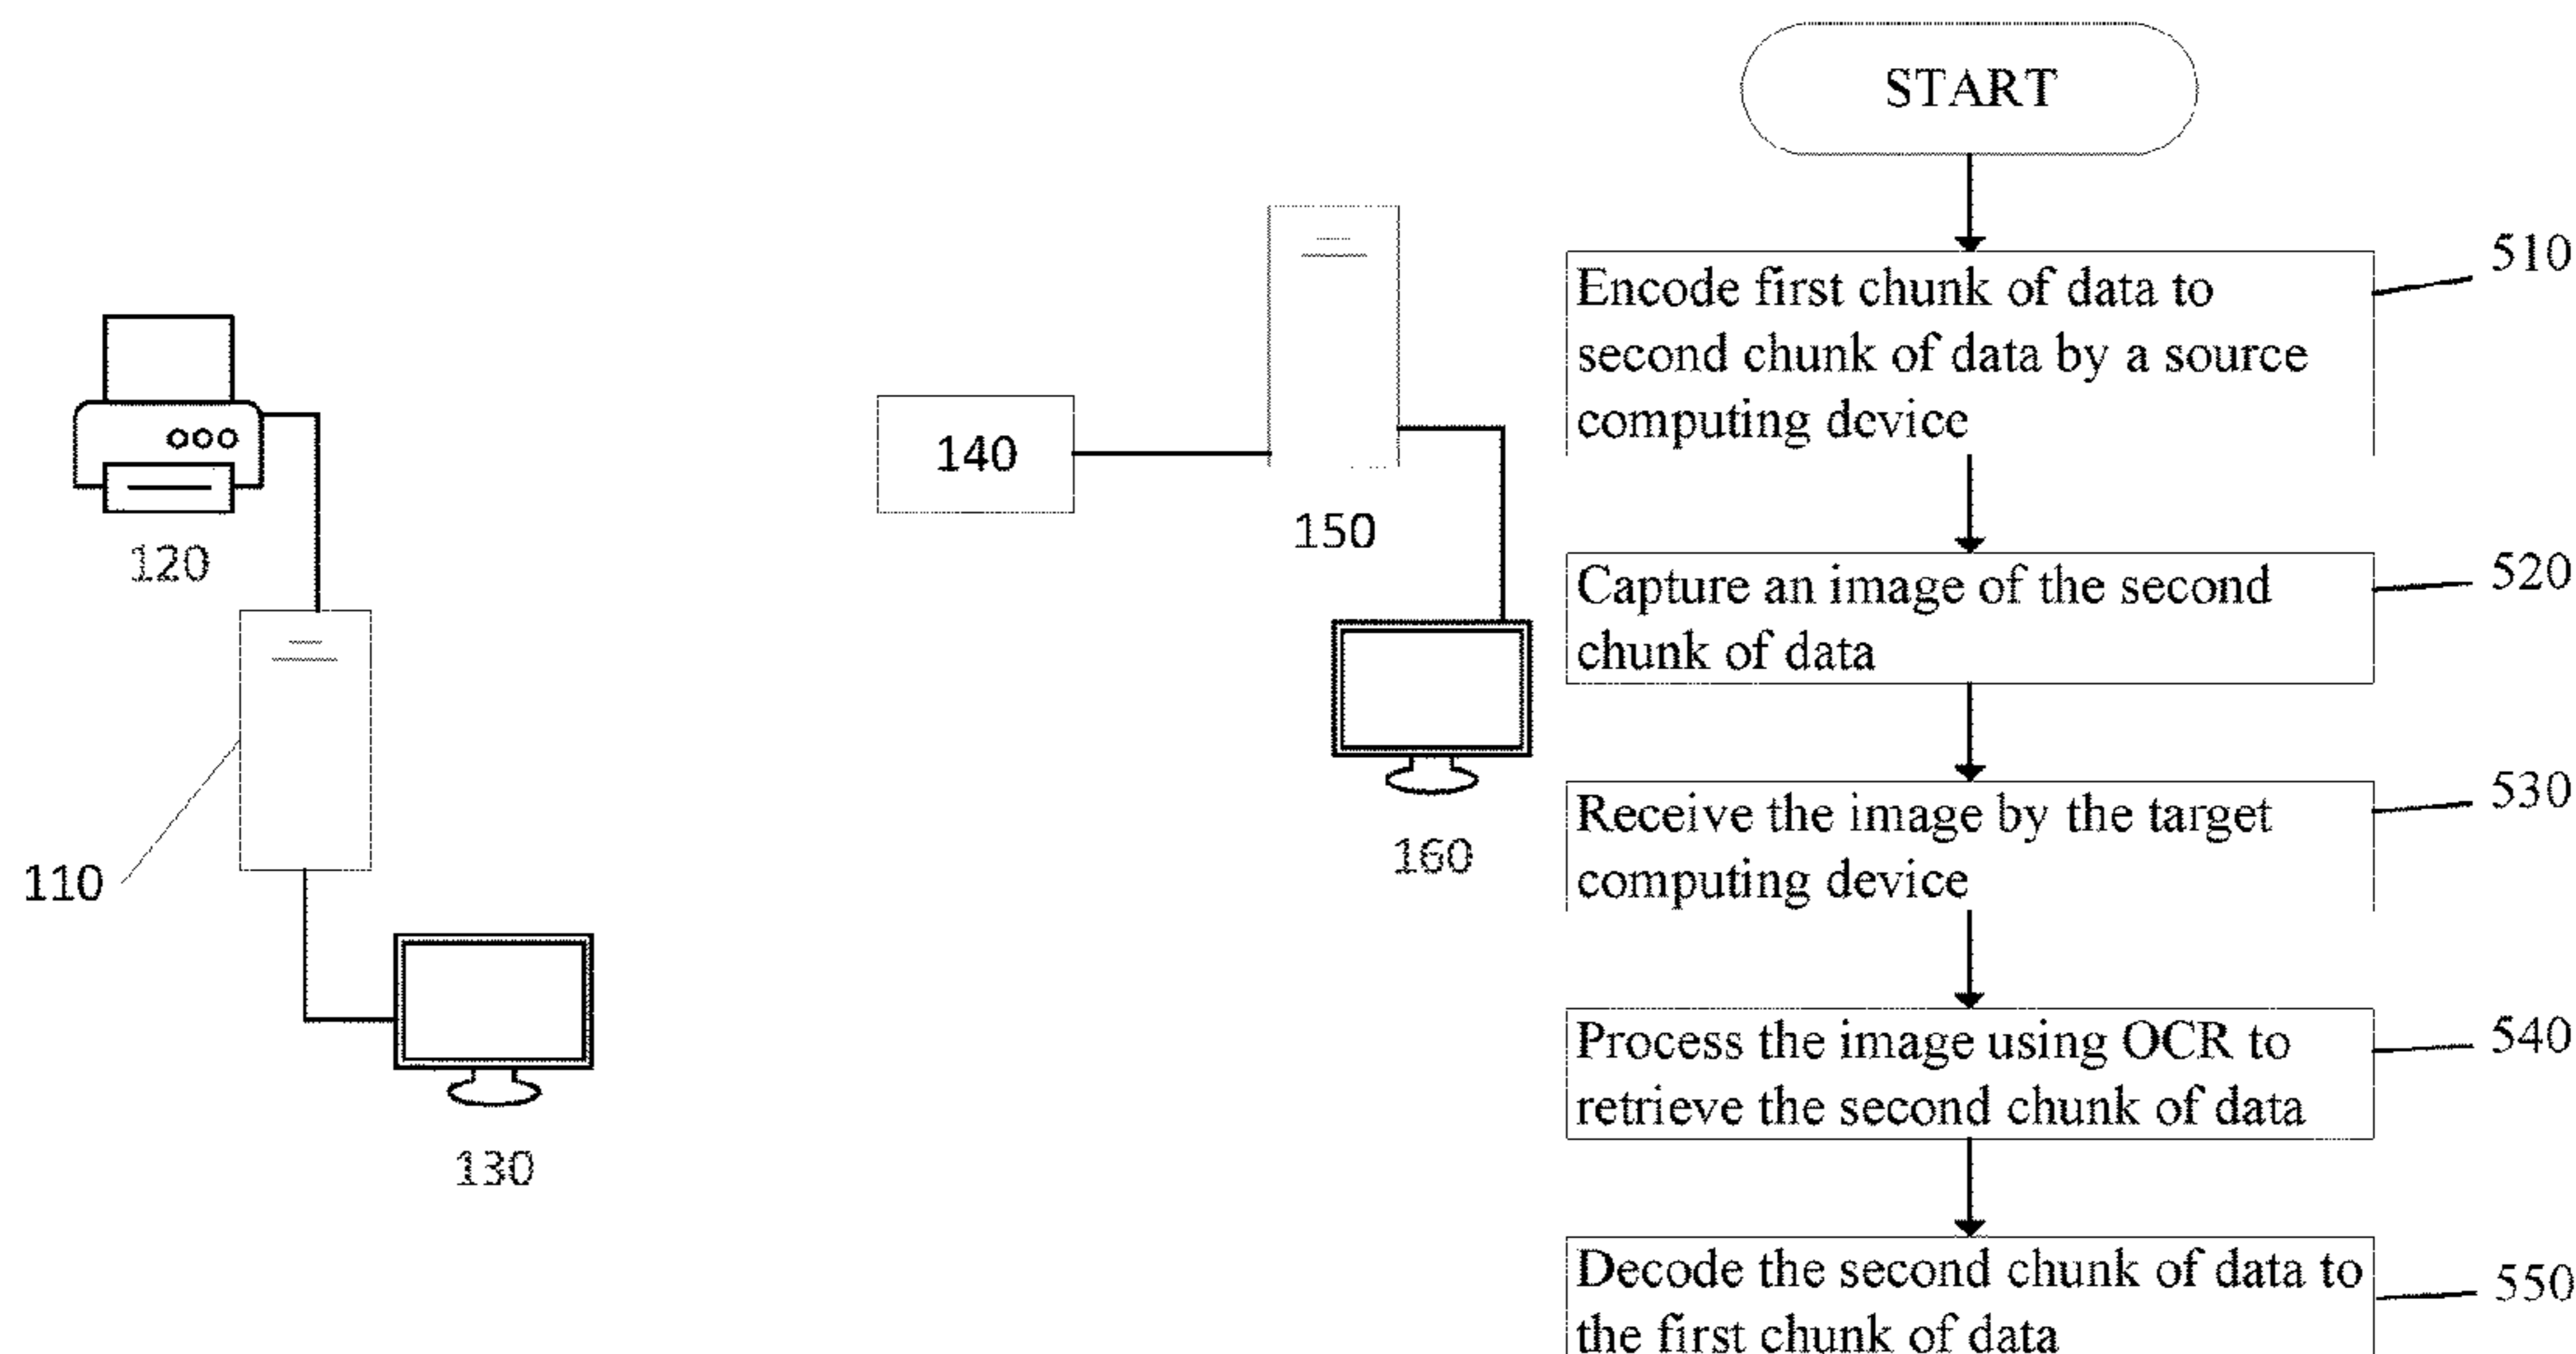 120
110
130
140
150
160
START
Encode first chunk of data to
second chunk of data by a source
computing device
510
Capture an image of the second
chunk of data
520
Receive the image by the target
computing device
530
Process the image using OCR to
retrieve the second chunk of data
540
Decode the second chunk of data to
the first chunk of data
550